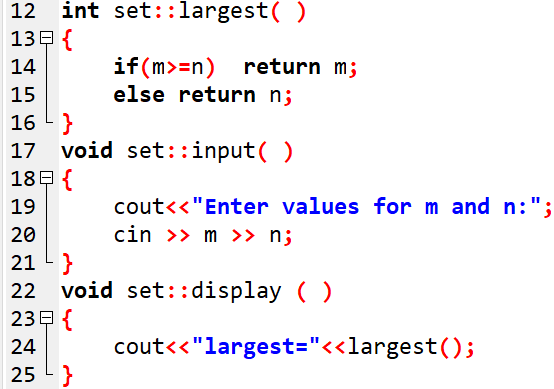 12 int set::largest( )
13 {
14 if(m>=n) return m;
15 else return n;
16 }
17 void set::input( )
18 {
19 cout<<"Enter values for m and n:";
20 cin >> m >> n;
21 }
22 void set::display ( )
23 {
24 cout<<"largest="<<largest();
25 }